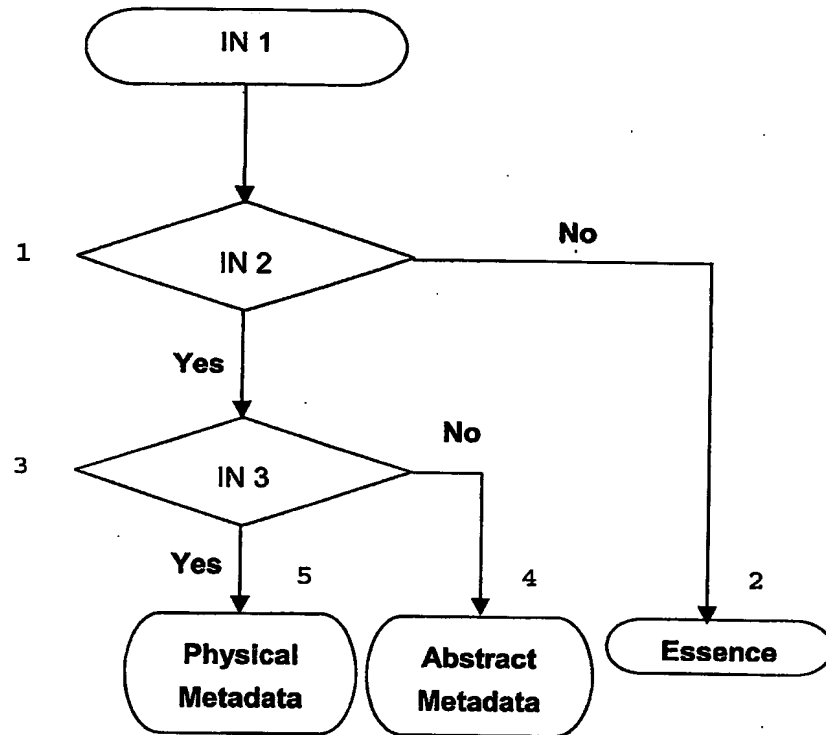 IN 1
1
IN 2
No
Yes
3
IN 3
No
Yes
5
4
2
Physical
Metadata
Abstract
Metadata
Essence